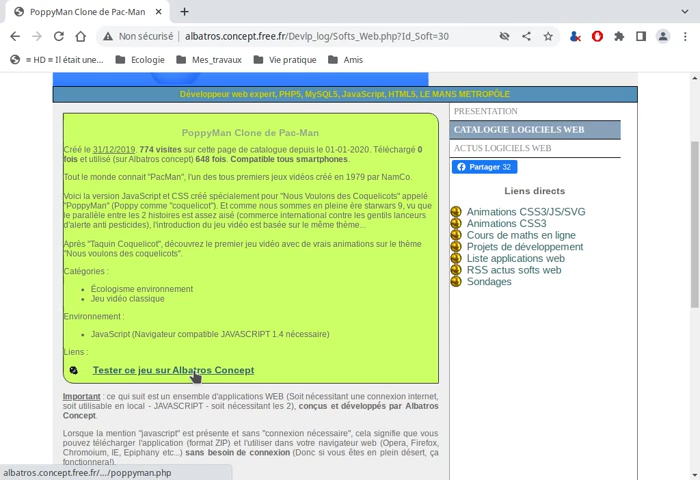 PoppyMan Clone de Pac-Man
Non sécurisé
albatros.concept.free.fr/Devlp_log/Softs_Web.php?Id_Soft=30
≡ HD ≡ Il était une...
Ecologie
Mes_travaux
Vie pratique
Amis
Développeur web expert, PHP5, MySQL5, JavaScript, HTML5, LE MANS METROPÔLE
PoppyMan Clone de Pac-Man
Créé le 31/12/2019. 774 visites sur cette page de catalogue depuis le 01-01-2020. Téléchargé 0
fois et utilisé (sur Albatros concept) 648 fois. Compatible tous smartphones.
Tout le monde connait "PacMan", l'un des tous premiers jeux vidéos créé en 1979 par NamCo.
Voici la version JavaScript et CSS créé spécialement pour "Nous Voulons des Coquelicots" appelé
"PoppyMan" (Poppy comme "coquelicot"). Et comme nous sommes en pleine ère starwars 9, vu que
le parallèle entre les 2 histoires est assez aisé (commerce international contre les gentils lanceurs
d'alerte anti pesticides), l'introduction du jeu vidéo est basée sur le même thème...
Après "Taquin Coquelicot", découvrez le premier jeu vidéo avec de vrais animations sur le thème
"Nous voulons des coquelicots".
Catégories :
Écologisme environnement
Jeu vidéo classique
Environnement :
JavaScript (Navigateur compatible JAVASCRIPT 1.4 nécessaire)
Liens :
Tester ce jeu sur Albatros Concept
Important : ce qui suit est un ensemble d'applications WEB (Soit nécessitant une connexion internet,
soit utilisable en local - JAVASCRIPT - soit nécessitant les 2), conçus et développés par Albatros
Concept.
Lorsque la mention "javascript" est présente et sans "connexion nécessaire", cela signifie que vous
pouvez télécharger l'application (format ZIP) et l'utiliser dans votre navigateur web (Opera, Firefox,
Chromoium, IE, Epiphany etc...) sans besoin de connexion (Donc si vous êtes en plein désert, ça
fonctionnera!).
PRESENTATION
CATALOGUE LOGICIELS WEB
ACTUS LOGICIELS WEB
Partager 32
Liens directs
Animations CSS3/JS/SVG
Animations CSS3
Cours de maths en ligne
Projets de développement
Liste applications web
RSS actus softs web
Sondages
albatros.concept.free.fr/.../poppyman.php